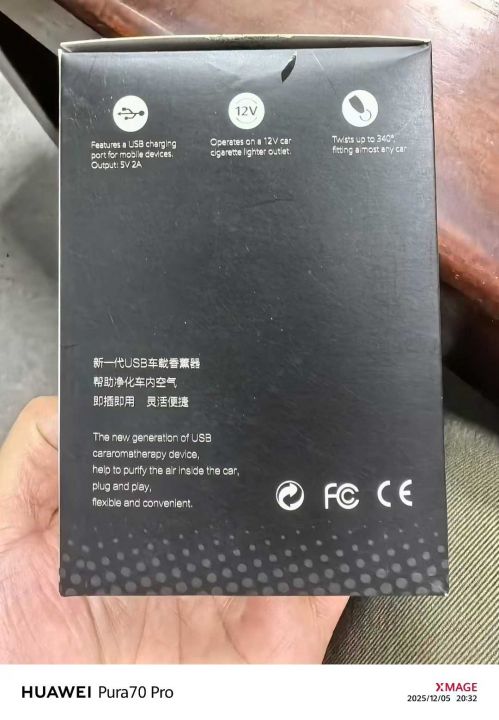 12V
Features a USB charging
port for mobile devices.
Output: 5V 2A
Operates on a 12V car
cigarette lighter outlet.
Twists up to 340°
fitting almost any car
新一代USB车載香薰器
帮助净化车内空气
即插即用 灵活便捷
The new generation of USB
cararomatherapy device,
help to purify the air inside the car,
plug and play,
flexible and convenient.
FC CE
HUAWEI Pura70 Pro
XMAGE
2025/12/05 20:32